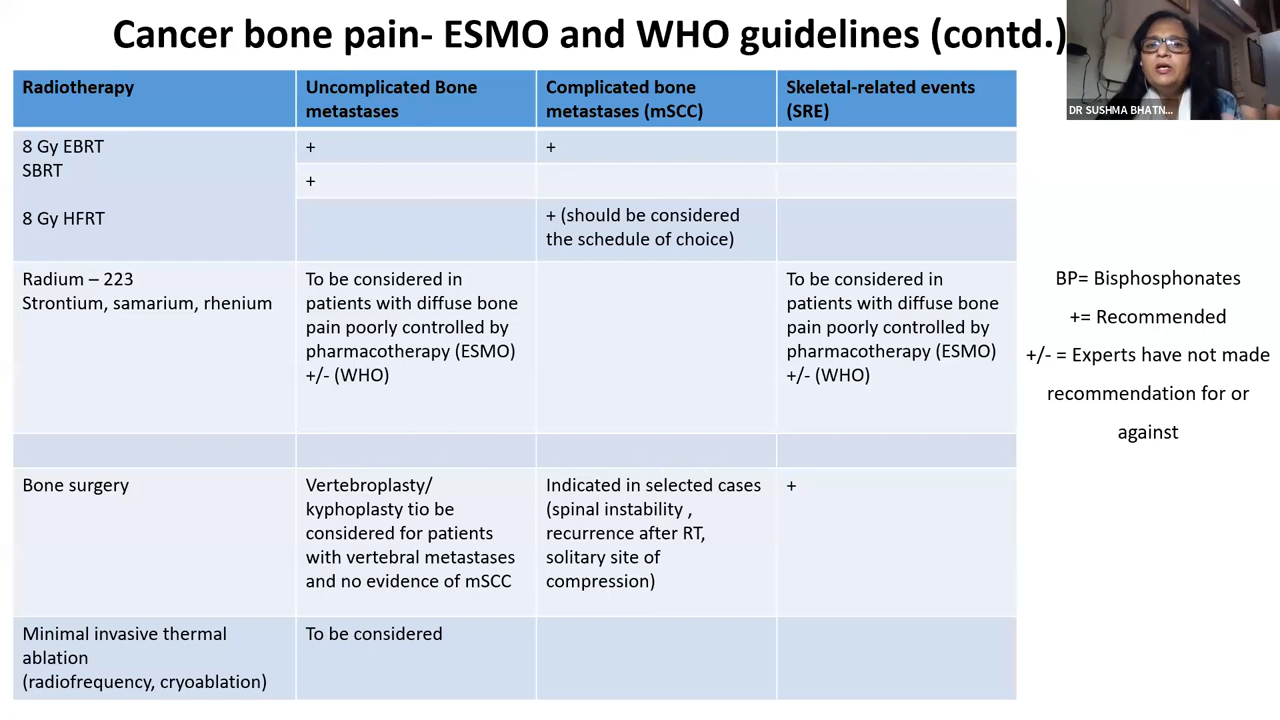 Cancer bone pain- ESMO and WHO guidelines (contd.)
DR SUSHMA BHATN...
Radiotherapy
Uncomplicated Bone
metastases
Complicated bone
metastases (mSCC)
Skeletal-related events
(SRE)
8 Gy EBRT
SBRT
8 Gy HFRT
+
+
+
+ (should be considered
the schedule of choice)
Radium – 223
Strontium, samarium, rhenium
To be considered in
patients with diffuse bone
pain poorly controlled by
pharmacotherapy (ESMO)
+/- (WHO)
To be considered in
patients with diffuse bone
pain poorly controlled by
pharmacotherapy (ESMO)
+/- (WHO)
Bone surgery
Vertebroplasty/
kyphoplasty tio be
considered for patients
with vertebral metastases
and no evidence of mSCC
Indicated in selected cases
(spinal instability ,
recurrence after RT,
solitary site of
compression)
+
Minimal invasive thermal
ablation
(radiofrequency, cryoablation)
To be considered
BP= Bisphosphonates
+= Recommended
+/- = Experts have not made
recommendation for or
against